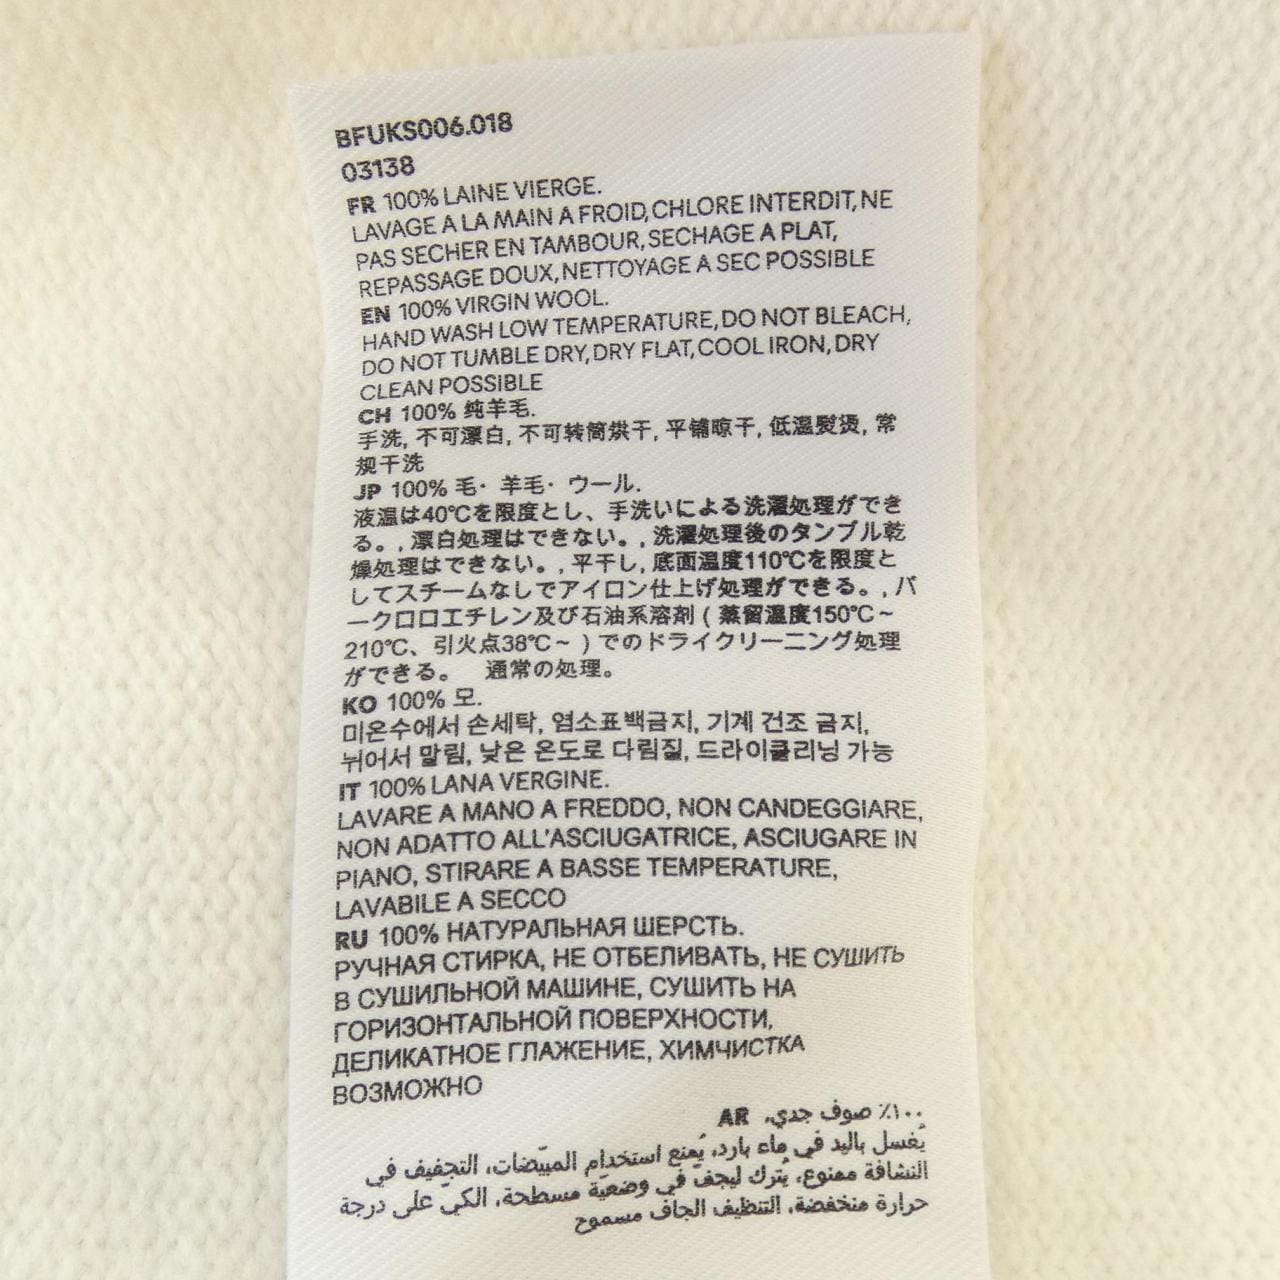 BFUKS006.018
03138
FR 100% LAINE VIERGE.
LAVAGE A LA MAIN A FROID, CHLORE INTERDIT, NE
PAS SECHER EN TAMBOUR, SECHAGE A PLAT,
REPASSAGE DOUX, NETTOYAGE A SEC POSSIBLE
EN 100% VIRGIN WOOL.
HAND WASH LOW TEMPERATURE, DO NOT BLEACH,
DO NOT TUMBLE DRY, DRY FLAT, COOL IRON, DRY
CLEAN POSSIBLE
CH 100% 纯羊毛.
手洗, 不可漂白, 不可转筒烘干, 平铺晾干, 低温熨烫, 常
规干洗
JP 100% 毛· 羊毛· ウール.
液温は40℃を限度とし、手洗いによる洗濯処理ができ
る。, 漂白処理はできない。, 洗濯処理後のタンブル乾
燥処理はできない。, 平干し, 底面温度110℃を限度と
してスチームなしでアイロン仕上げ処理ができる。, パ
ークロロエチレン及び石油系溶剤 ( 蒸留温度150℃~
210℃、引火点38℃~ ) でのドライクリーニング処理
ができる。 通常の処理。
KO 100% 모.
미온수에서 손세탁, 염소표백금지, 기계 건조 금지,
뉘어서 말림, 낮은 온도로 다림질, 드라이클리닝 가능
IT 100% LANA VERGINE.
LAVARE A MANO A FREDDO, NON CANDEGGIARE,
NON ADATTO ALL'ASCIUGATRICE, ASCIUGARE IN
PIANO, STIRARE A BASSE TEMPERATURE,
LAVABILE A SECCO
RU 100% НАТУРАЛЬНАЯ ШЕРСТЬ.
РУЧНАЯ СТИРКА, НЕ ОТБЕЛИВАТЬ, НЕ СУШИТЬ
В СУШИЛЬНОЙ МАШИНЕ, СУШИТЬ НА
ГОРИЗОНТАЛЬНОЙ ПОВЕРХНОСТИ,
ДЕЛИКАТНОЕ ГЛАЖЕНИЕ, ХИМЧИСТКА
ВОЗМОЖНО
١٠٠٪ صوف جدي. AR
يُغسل باليد في ماء بارد، يُمنع استخدام المبيّضات، التجفيف في
النشافة ممنوع، يُترك ليجفّ في وضعيّة مسطحة، الكيّ على درجة
حرارة منخفضة، التنظيف الجاف مسموح